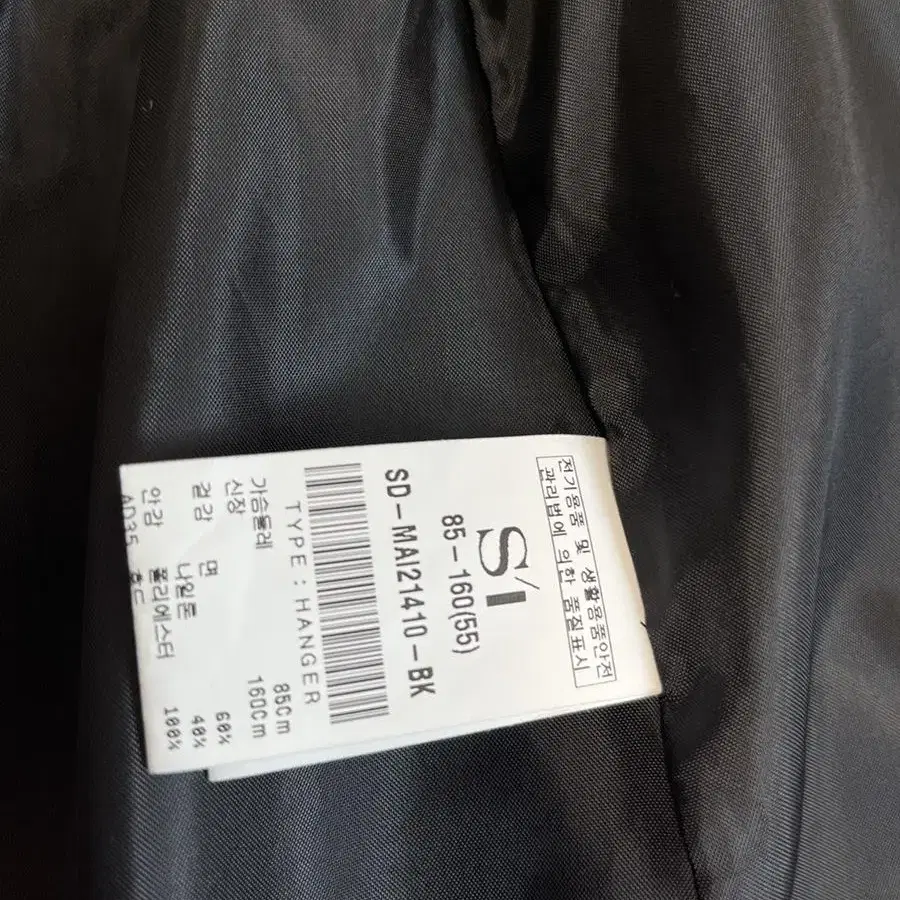 전기용품 및 생활용품안전
관리법에 의한 품질표시
S/I
85-160(55)
SD-MAI21410-BK
TYPE:HANGER
가슴둘레 85cm
신장 160cm
겉감 면 60%
나일론 40%
안감 폴리에스터 100%